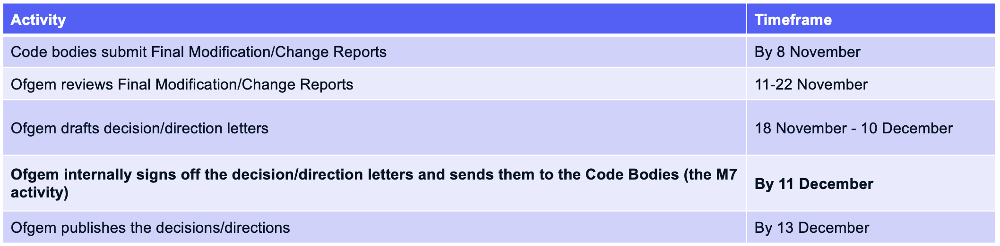 Activity Timeframe
Code bodies submit Final Modification/Change Reports By 8 November
Ofgem reviews Final Modification/Change Reports 11-22 November
Ofgem drafts decision/direction letters 18 November - 10 December
Ofgem internally signs off the decision/direction letters and sends them to the Code Bodies (the M7
activity) By 11 December
Ofgem publishes the decisions/directions By 13 December